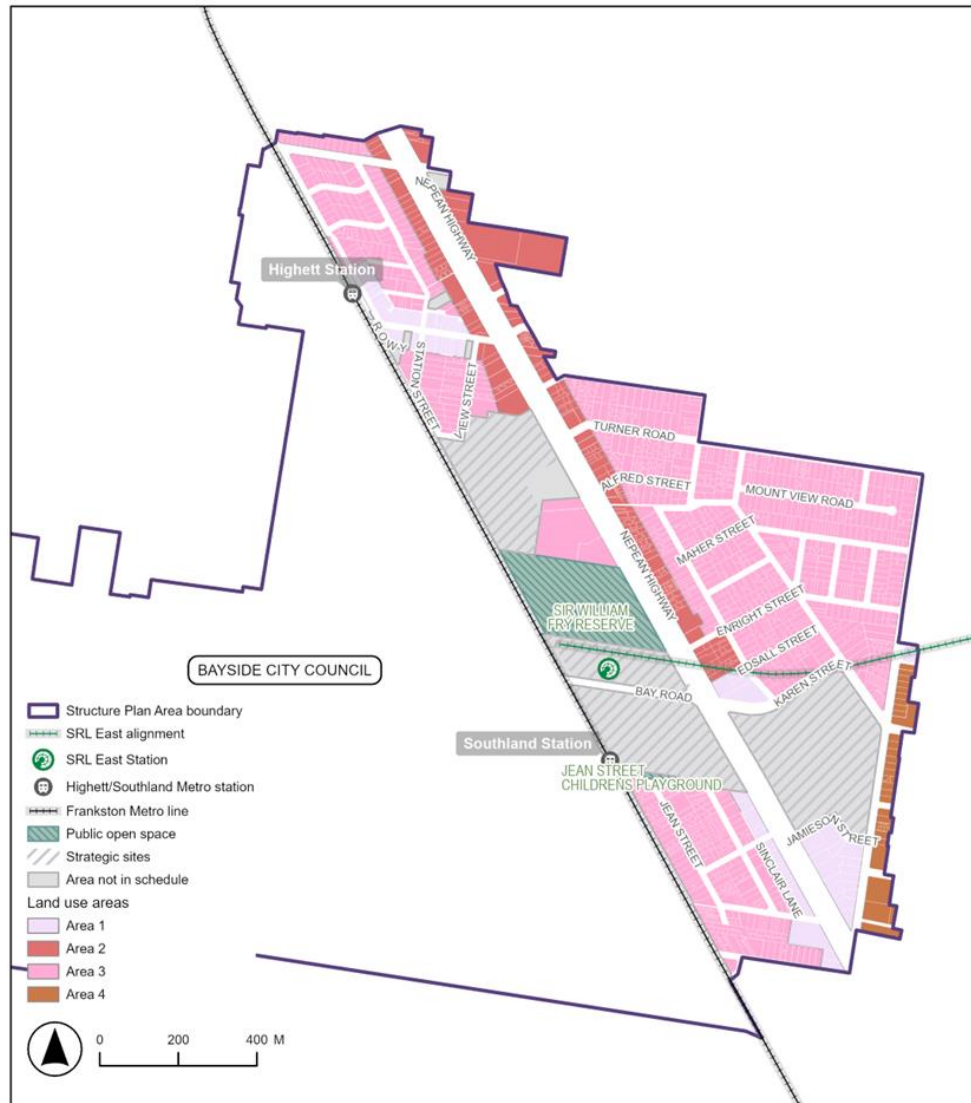 NEPEAN HIGHWAY
Highett Station
R O W Y
STATION STREET
VIEW STREET
TURNER ROAD
ALFRED STREET
MOUNT VIEW ROAD
MAHER STREET
NEPEAN HIGHWAY
ENRIGHT STREET
SIR WILLIAM
FRY RESERVE
EDSALL STREET
KAREN STREET
BAY ROAD
BAYSIDE CITY COUNCIL
Southland Station
JEAN STREET
CHILDRENS PLAYGROUND
JEAN STREET
SINCLAIR LANE
JAMIESON STREET
Structure Plan Area boundary
SRL East alignment
SRL East Station
Highett/Southland Metro station
Frankston Metro line
Public open space
Strategic sites
Area not in schedule
Land use areas
Area 1
Area 2
Area 3
Area 4
0 200 400 M